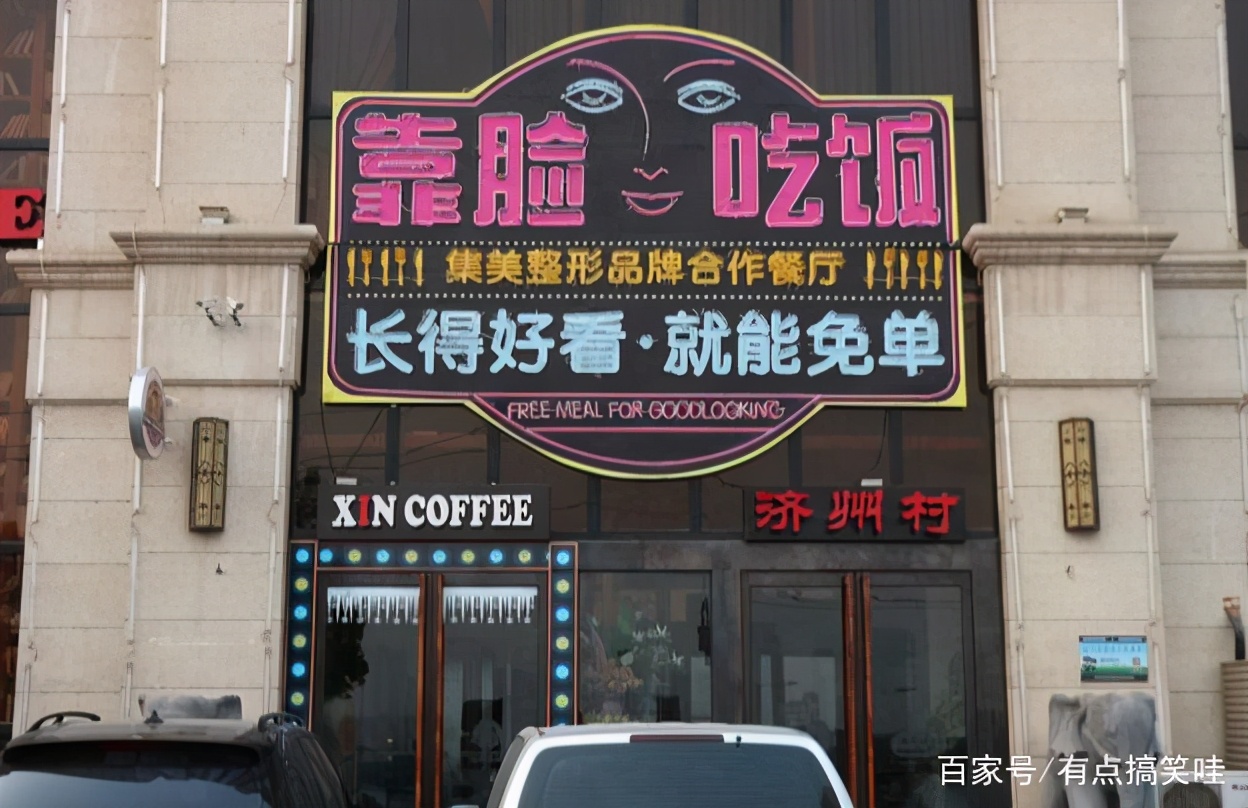 靠脸吃饭
集美整形品牌合作餐厅
长得好看·就能免单
FREE MEAL FOR GOODLOOKING
XIN COFFEE
济州村
E
百家号/有点搞笑哇